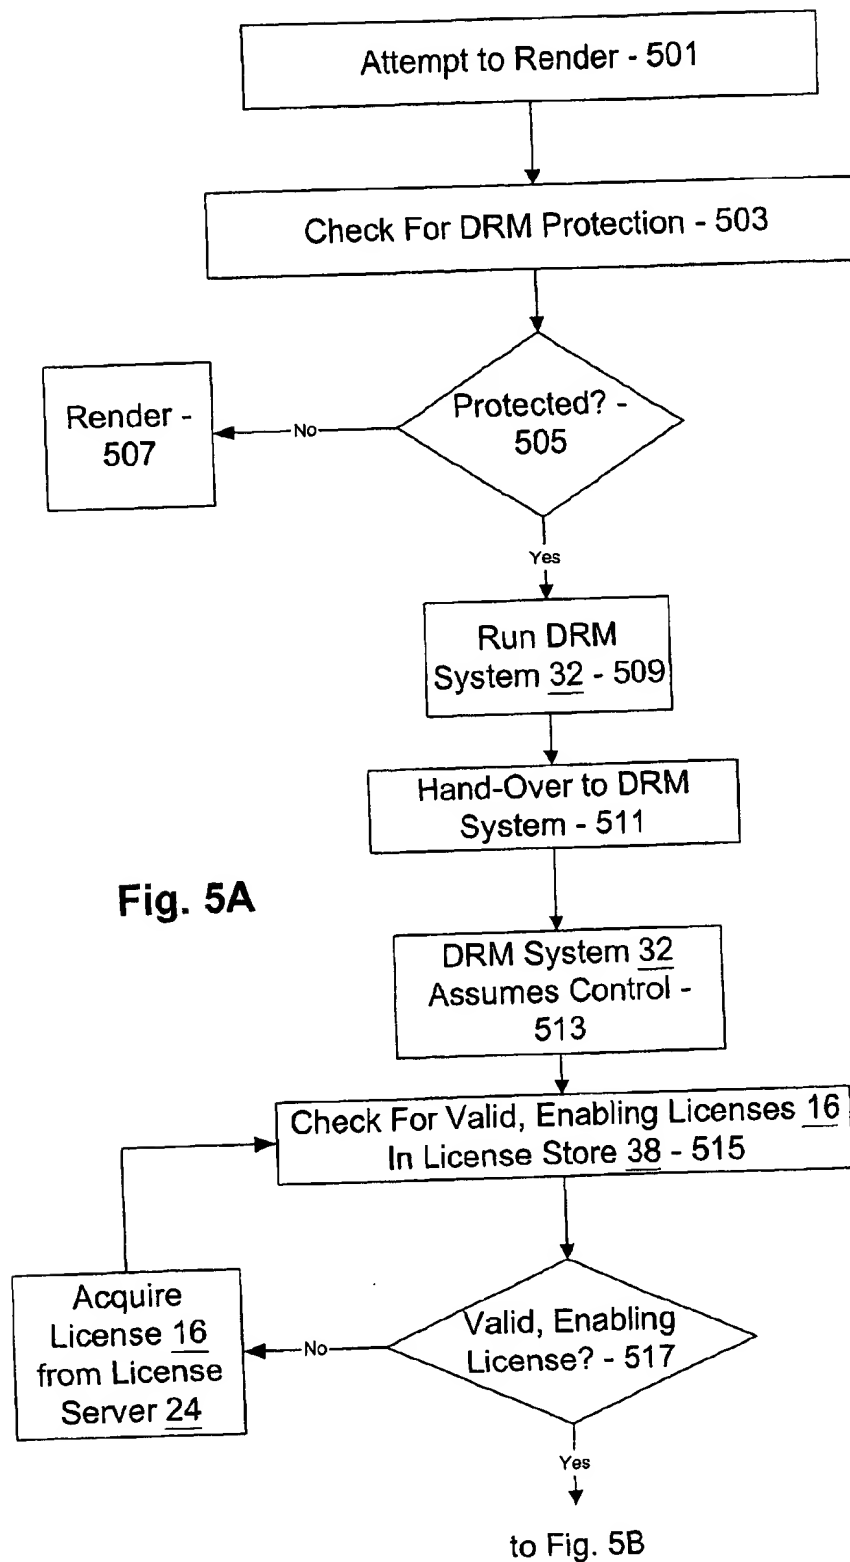 Attempt to Render - 501
Check For DRM Protection - 503
Protected? -
505
No
Render -
507
Yes
Run DRM
System 32 - 509
Hand-Over to DRM
System - 511
Fig. 5A
DRM System 32
Assumes Control -
513
Check For Valid, Enabling Licenses 16
In License Store 38 - 515
Valid, Enabling
License? - 517
No
Acquire
License 16
from License
Server 24
Yes
to Fig. 5B